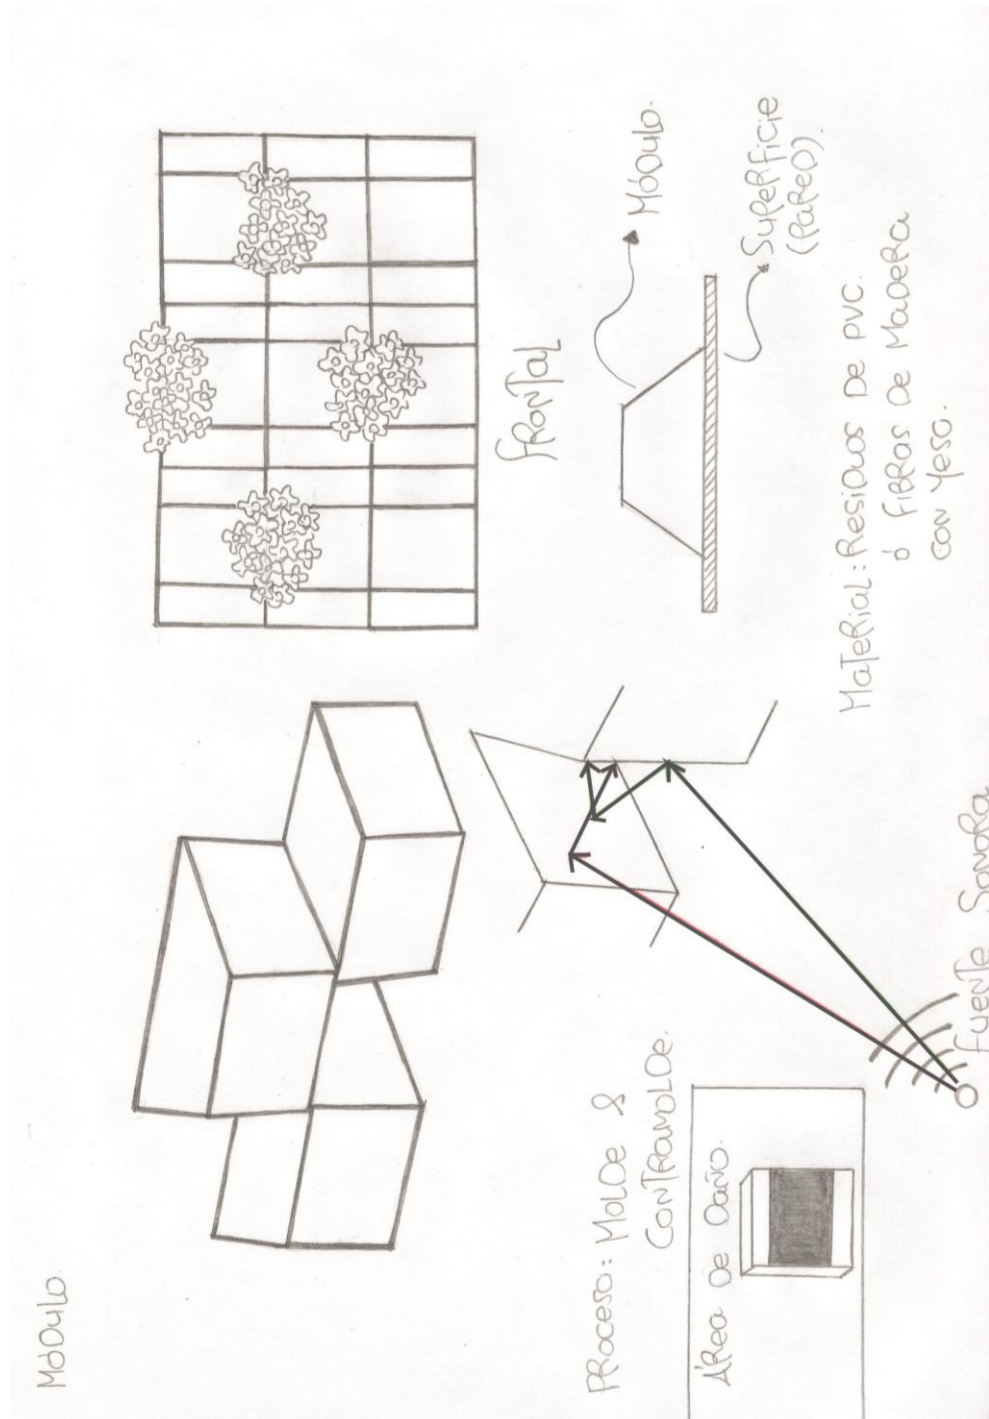 MÓDULO
FRONTAL
MÓDULO.
SUPERFICIE
(PARED).
PROCESO: MOLDE &
CONTRAMOLDE.
ÁREA DE DAÑO.
FUENTE SONORA
MATERIAL: RESIDUOS DE PVC.
ó FIBRAS DE MADERA
CON YESO.